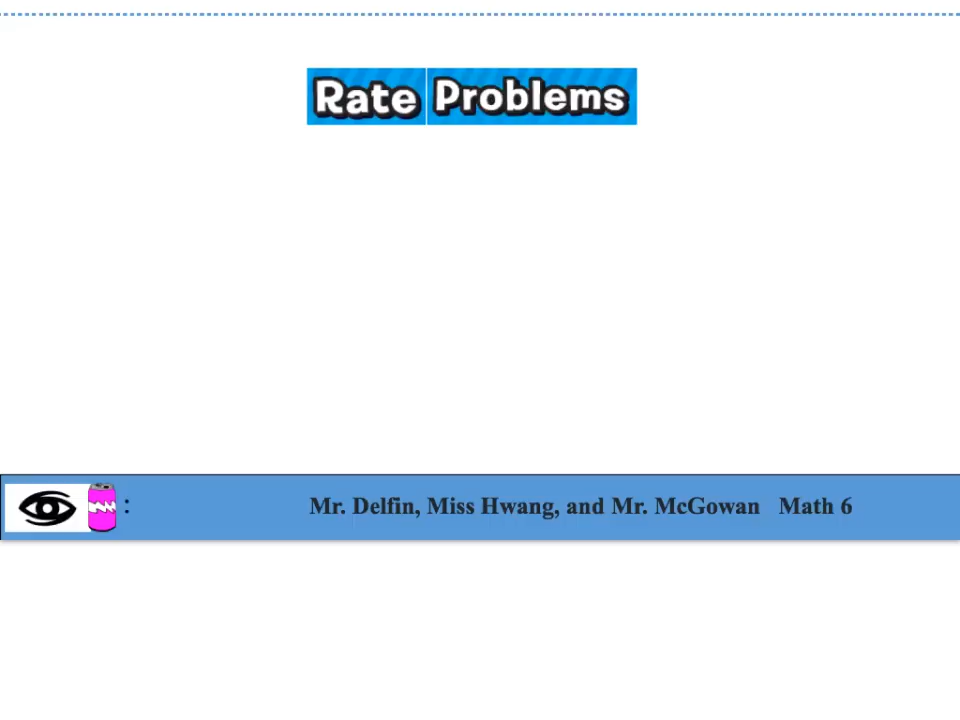 Rate Problems
: Mr. Delfin, Miss Hwang, and Mr. McGowan Math 6